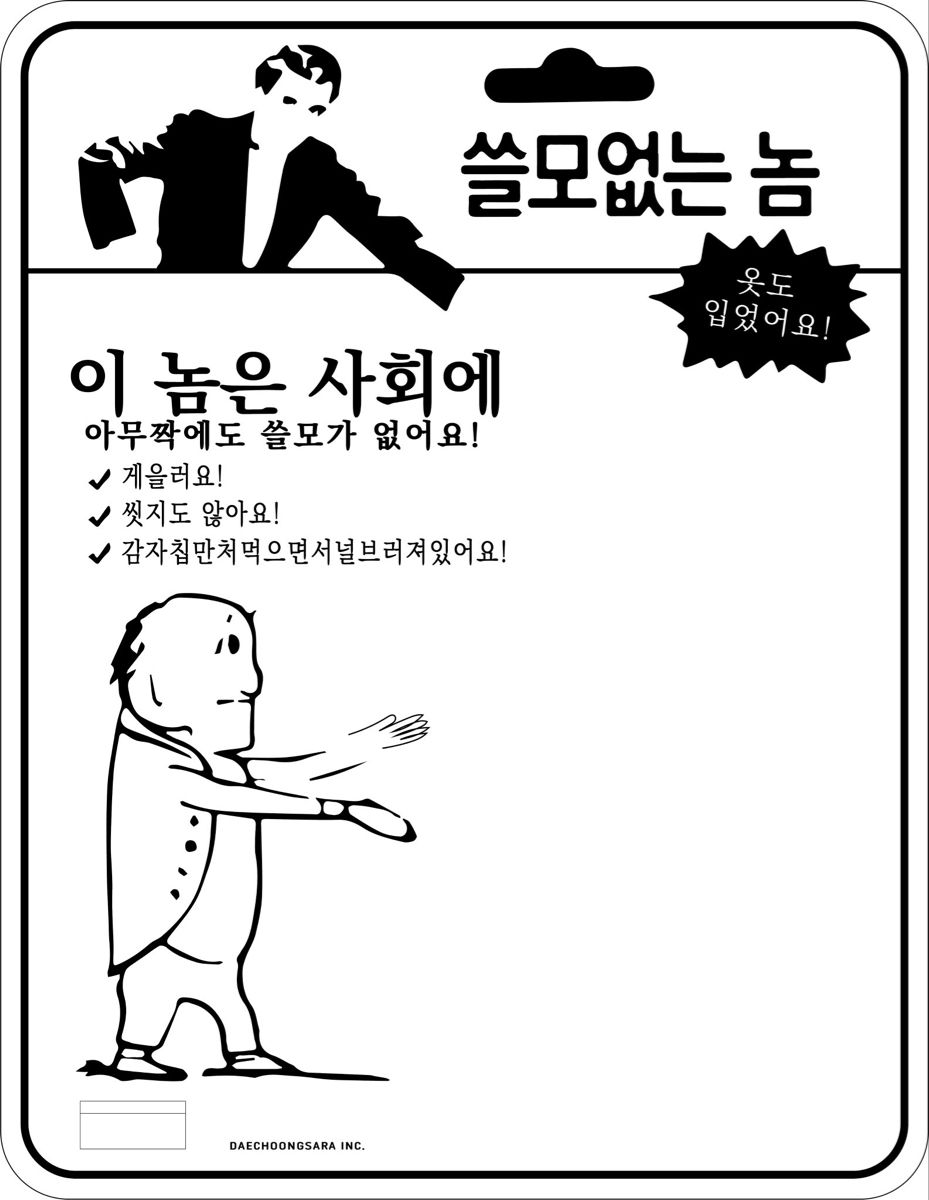 쓸모없는 놈
옷도
입었어요!
이 놈은 사회에
아무짝에도 쓸모가 없어요!
게을러요!
씻지도 않아요!
감자칩만처먹으면서널브러져있어요!
DAECHOONGSARA INC.